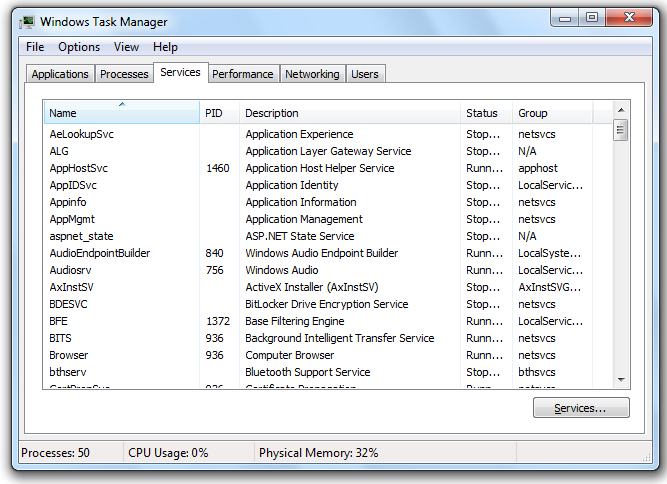 Windows Task Manager
File Options View Help
Applications Processes Services Performance Networking Users
Name PID Description Status Group
AeLookupSvc Application Experience Stop... netsvcs
ALG Application Layer Gateway Service Stop... N/A
AppHostSvc 1460 Application Host Helper Service Runn... apphost
AppIDSvc Application Identity Stop... LocalServic...
Appinfo Application Information Stop... netsvcs
AppMgmt Application Management Stop... netsvcs
aspnet_state ASP.NET State Service Stop... N/A
AudioEndpointBuilder 840 Windows Audio Endpoint Builder Runn... LocalSyste...
Audiosrv 756 Windows Audio Runn... LocalServic...
AxInstSV ActiveX Installer (AxInstSV) Stop... AxInstSVG...
BDESVC BitLocker Drive Encryption Service Stop... netsvcs
BFE 1372 Base Filtering Engine Runn... LocalServic...
BITS 936 Background Intelligent Transfer Service Runn... netsvcs
Browser 936 Computer Browser Runn... netsvcs
bthserv Bluetooth Support Service Stop... bthsvcs
CertPropSvc 936 Certificate Propagation Runn... netsvcs
Services...
Processes: 50 CPU Usage: 0% Physical Memory: 32%